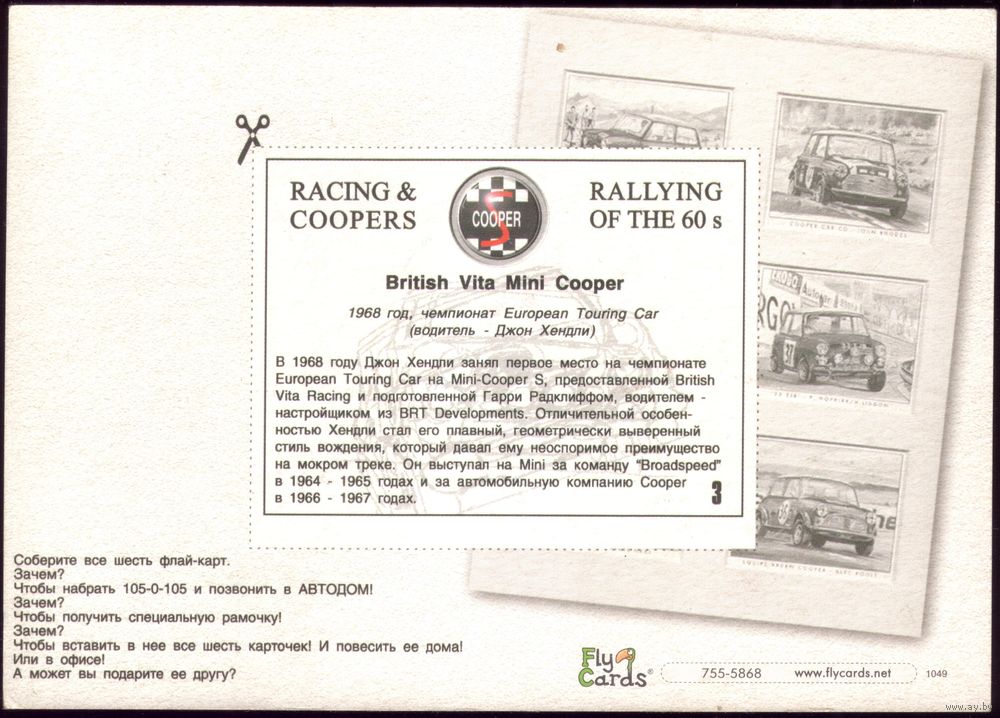 RACING &
COOPERS
S
COOPER
RALLYING
OF THE 60 s
British Vita Mini Cooper
1968 год, чемпионат European Touring Car
(водитель - Джон Хендли)
В 1968 году Джон Хендли занял первое место на чемпионате
European Touring Car на Mini-Cooper S, предоставленной British
Vita Racing и подготовленной Гарри Радклиффом, водителем -
настройщиком из BRT Developments. Отличительной особен-
ностью Хендли стал его плавный, геометрически выверенный
стиль вождения, который давал ему неоспоримое преимущество
на мокром треке. Он выступал на Mini за команду "Broadspeed"
в 1964 - 1965 годах и за автомобильную компанию Cooper
в 1966 - 1967 годах.
3
COOPER CAR CO - JOHN RHODES
37
Соберите все шесть флай-карт.
Зачем?
Чтобы набрать 105-0-105 и позвонить в АВТОДОМ!
Зачем?
Чтобы получить специальную рамочку!
Зачем?
Чтобы вставить в нее все шесть карточек! И повесить ее дома!
Или в офисе!
А может вы подарите ее другу?
Fly
Cards®
755-5868
www.flycards.net
1049